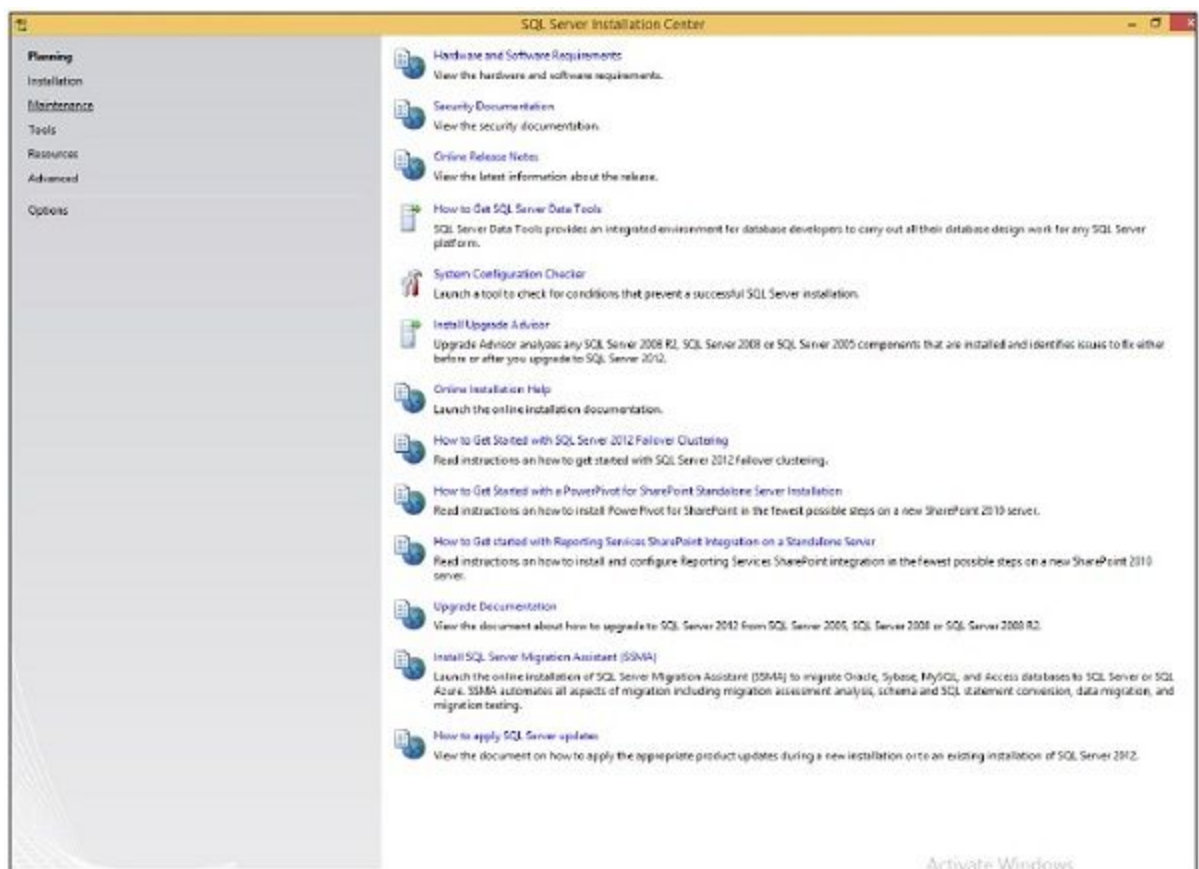 SQL Server Installation Center
Planning
Installation
Maintenance
Tools
Resources
Advanced
Options
Hardware and Software Requirements
View the hardware and software requirements.
Security Documentation
View the security documentation.
Online Release Notes
View the latest information about the release.
How to Get SQL Server Data Tools
SQL Server Data Tools provides an integrated environment for database developers to carry out all their database design work for any SQL Server
platform.
System Configuration Checker
Launch a tool to check for conditions that prevent a successful SQL Server installation.
Install Upgrade Advisor
Upgrade Advisor analyzes any SQL Server 2008 R2, SQL Server 2008 or SQL Server 2005 components that are installed and identifies issues to fix either
before or after you upgrade to SQL Server 2012.
Online Installation Help
Launch the online installation documentation.
How to Get Started with SQL Server 2012 Failover Clustering
Read instructions on how to get started with SQL Server 2012 failover clustering.
How to Get Started with a PowerPivot for SharePoint Standalone Server Installation
Read instructions on how to install PowerPivot for SharePoint in the fewest possible steps on a new SharePoint 2010 server.
How to Get started with Reporting Services SharePoint Integration on a Standalone Server
Read instructions on how to install and configure Reporting Services SharePoint integration in the fewest possible steps on a new SharePoint 2010
server.
Upgrade Documentation
View the document about how to upgrade to SQL Server 2012 from SQL Server 2005, SQL Server 2008 or SQL Server 2008 R2.
Install SQL Server Migration Assistant (SSMA)
Launch the online installation of SQL Server Migration Assistant (SSMA) to migrate Oracle, Sybase, MySQL, and Access databases to SQL Server or SQL
Azure. SSMA automates all aspects of migration including migration assessment analysis, schema and SQL statement conversion, data migration, and
migration testing.
How to apply SQL Server updates
View the document on how to apply the appropriate product updates during a new installation or to an existing installation of SQL Server 2012.
Activate Windows